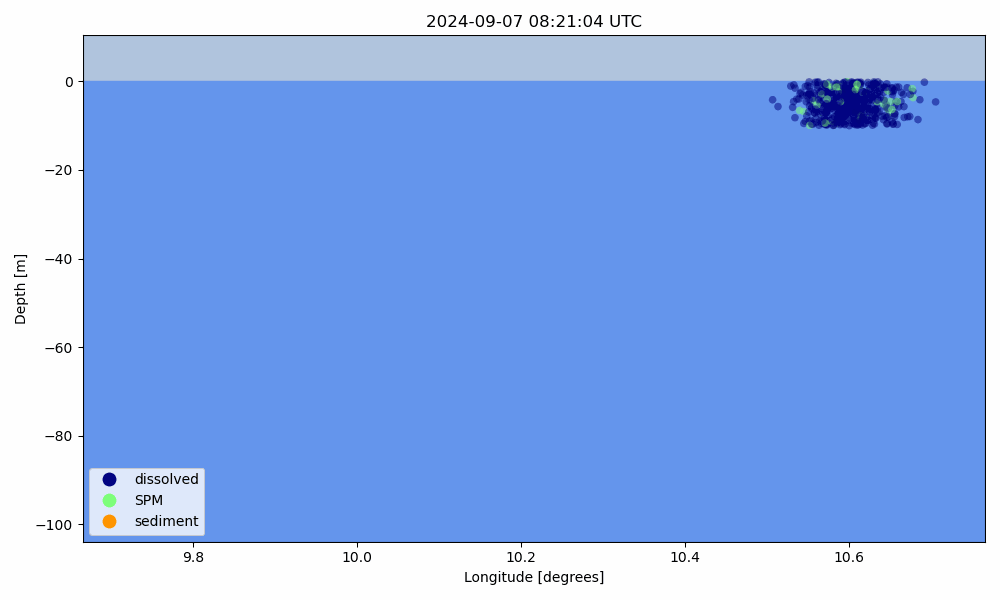 2024-09-07 08:21:04 UTC
0
−20
−40
−60
−80
−100
Depth [m]
dissolved
SPM
sediment
9.8 10.0 10.2 10.4 10.6
Longitude [degrees]